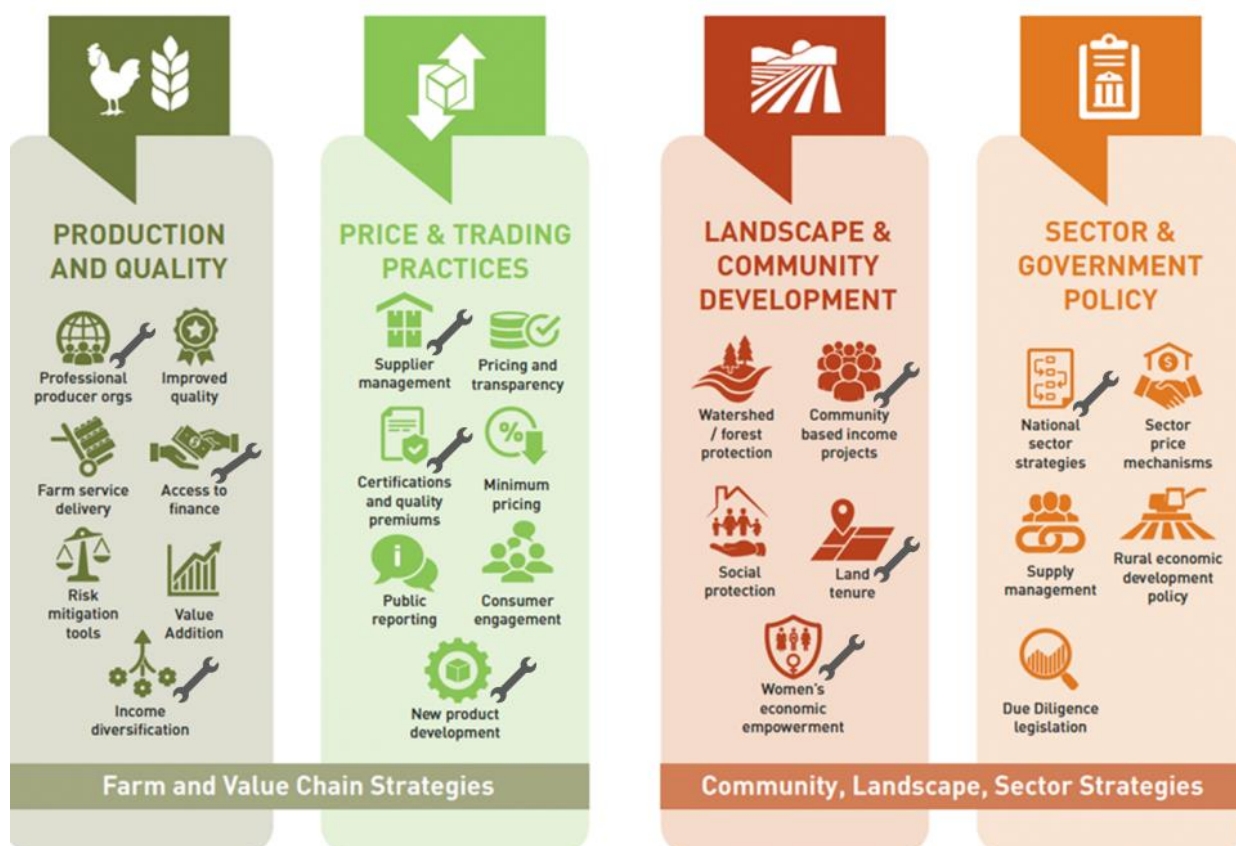 PRODUCTION
AND QUALITY
Professional
producer orgs
Improved
quality
Farm service
delivery
Access to
finance
Risk
mitigation
tools
Value
Addition
Income
diversification
PRICE & TRADING
PRACTICES
Supplier
management
Pricing and
transparency
Certifications
and quality
premiums
Minimum
pricing
Public
reporting
Consumer
engagement
New product
development
Farm and Value Chain Strategies
LANDSCAPE &
COMMUNITY
DEVELOPMENT
Watershed
/ forest
protection
Community
based income
projects
Social
protection
Land
tenure
Women's
economic
empowerment
SECTOR &
GOVERNMENT
POLICY
National
sector
strategies
Sector
price
mechanisms
Supply
management
Rural economic
development
policy
Due Diligence
legislation
Community, Landscape, Sector Strategies